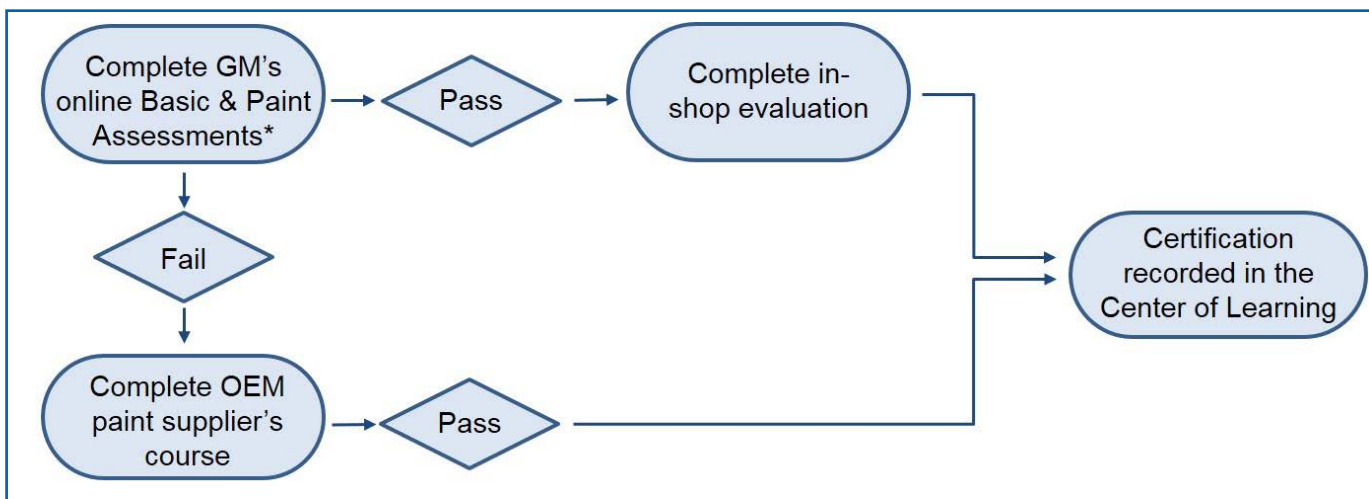 Complete GM's
online Basic & Paint
Assessments*
Pass
Complete in-
shop evaluation
Fail
Certification
recorded in the
Center of Learning
Complete OEM
paint supplier's
course
Pass